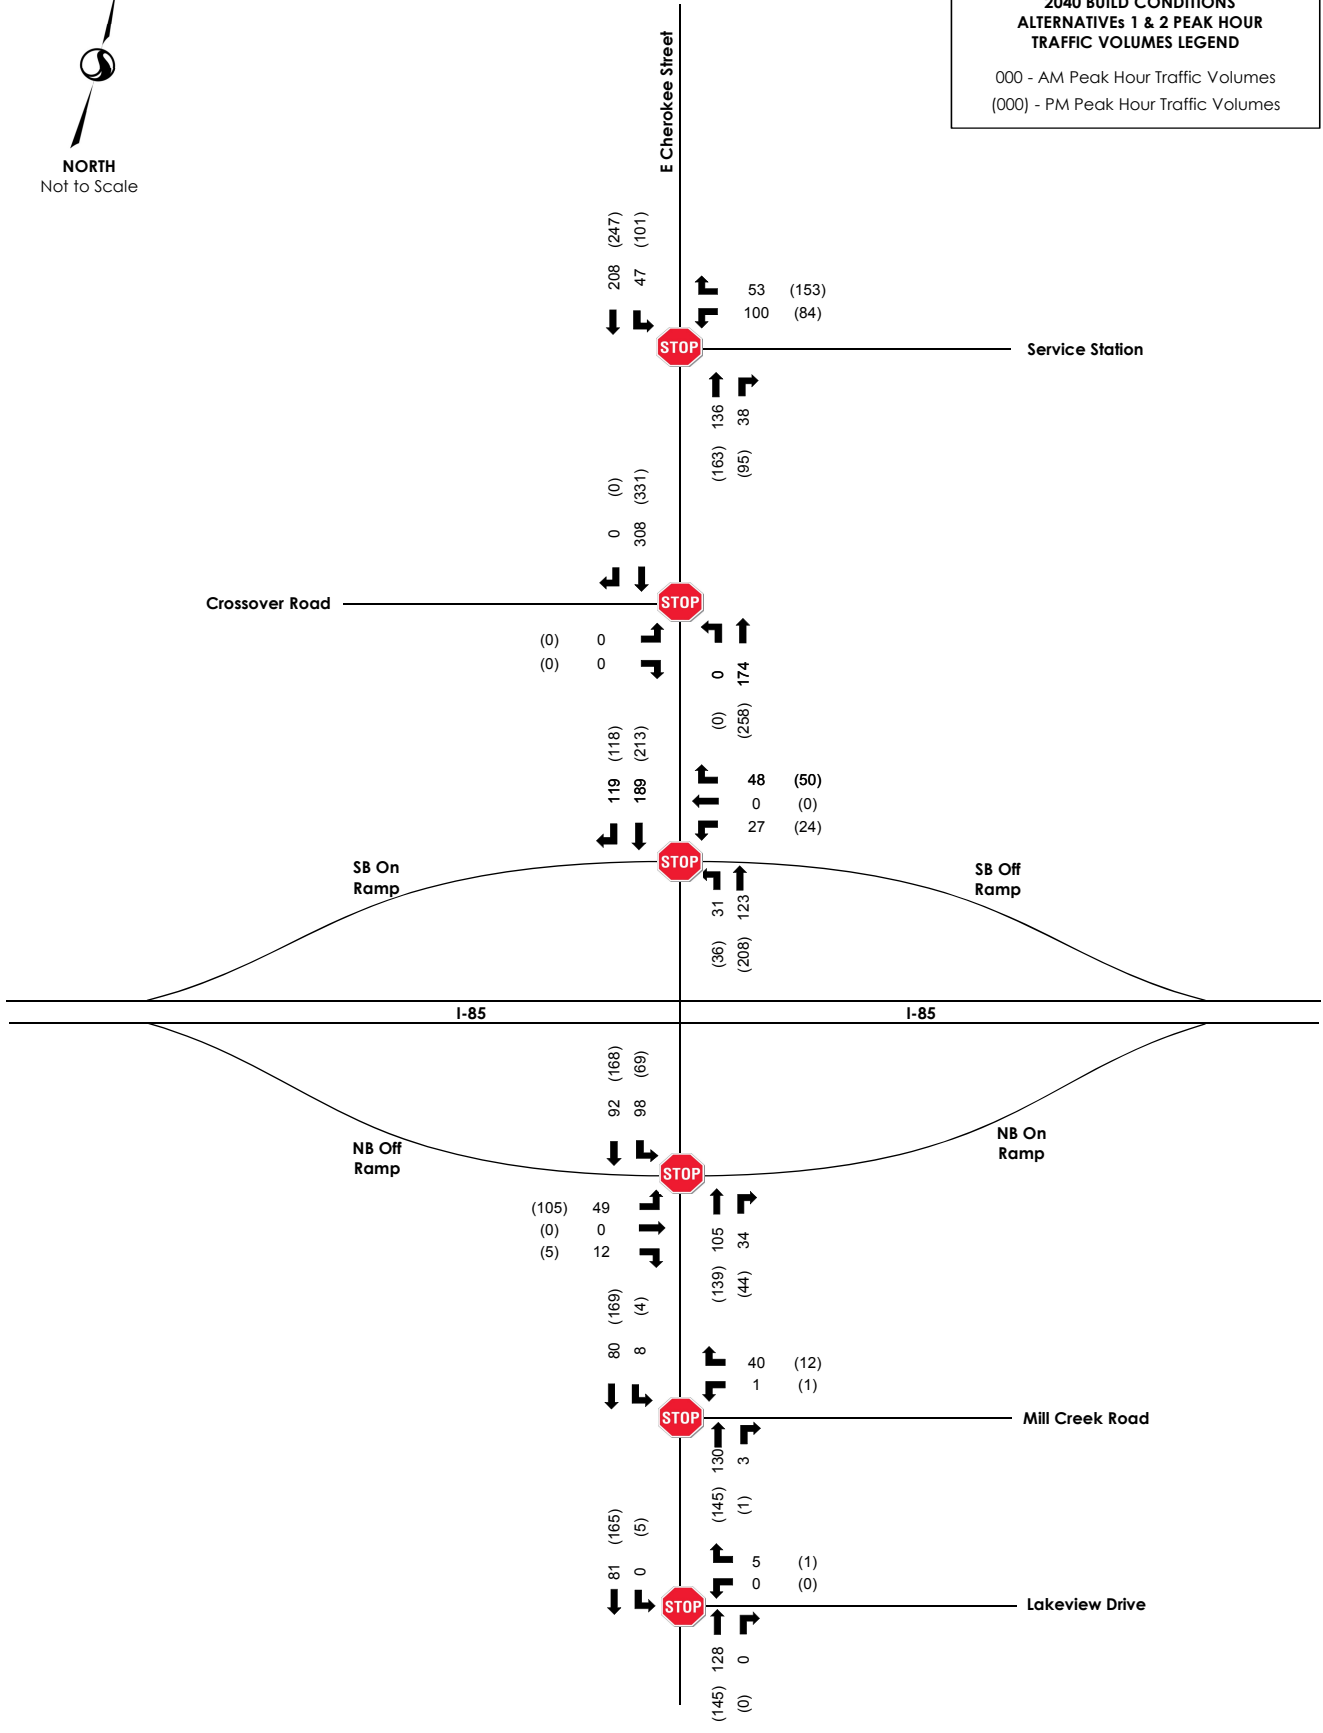 2040 BUILD CONDITIONS
ALTERNATIVEs 1 & 2 PEAK HOUR
TRAFFIC VOLUMES LEGEND
000 - AM Peak Hour Traffic Volumes
(000) - PM Peak Hour Traffic Volumes
NORTH
Not to Scale
E Cherokee Street
208 (247)
47 (101)
53 (153)
100 (84)
STOP
Service Station
(163) 136
(95) 38
0 (0)
308 (331)
Crossover Road
STOP
(0) 0
(0) 0
(0) 0
(258) 174
119 (118)
189 (213)
48 (50)
0 (0)
27 (24)
STOP
SB On
Ramp
SB Off
Ramp
(36) 31
(208) 123
I-85
I-85
92 (168)
98 (69)
NB Off
Ramp
NB On
Ramp
STOP
(105) 49
(0) 0
(5) 12
(139) 105
(44) 34
80 (169)
8 (4)
40 (12)
1 (1)
STOP
Mill Creek Road
(145) 130
(1) 3
81 (165)
0 (5)
5 (1)
0 (0)
STOP
Lakeview Drive
(145) 128
(0) 0